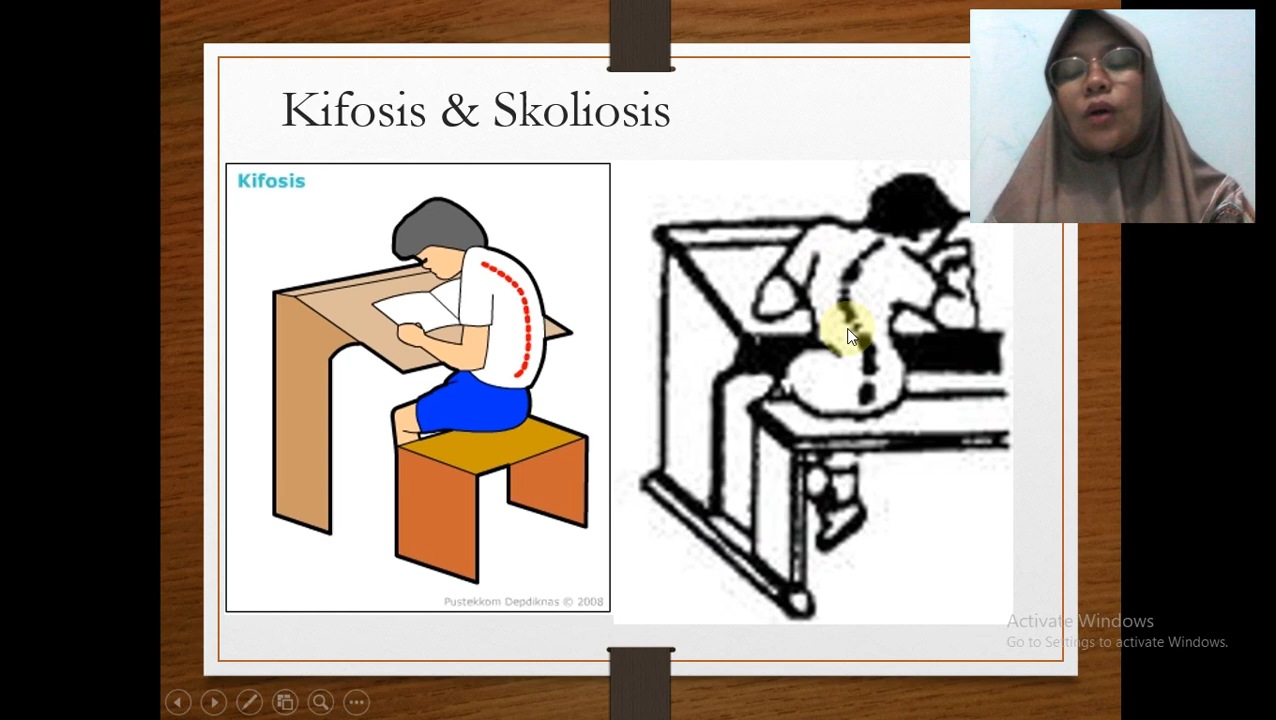 Kifosis & Skoliosis
Kifosis
Pustekkom Depdiknas © 2008
Activate Windows
Go to Settings to activate Windows.